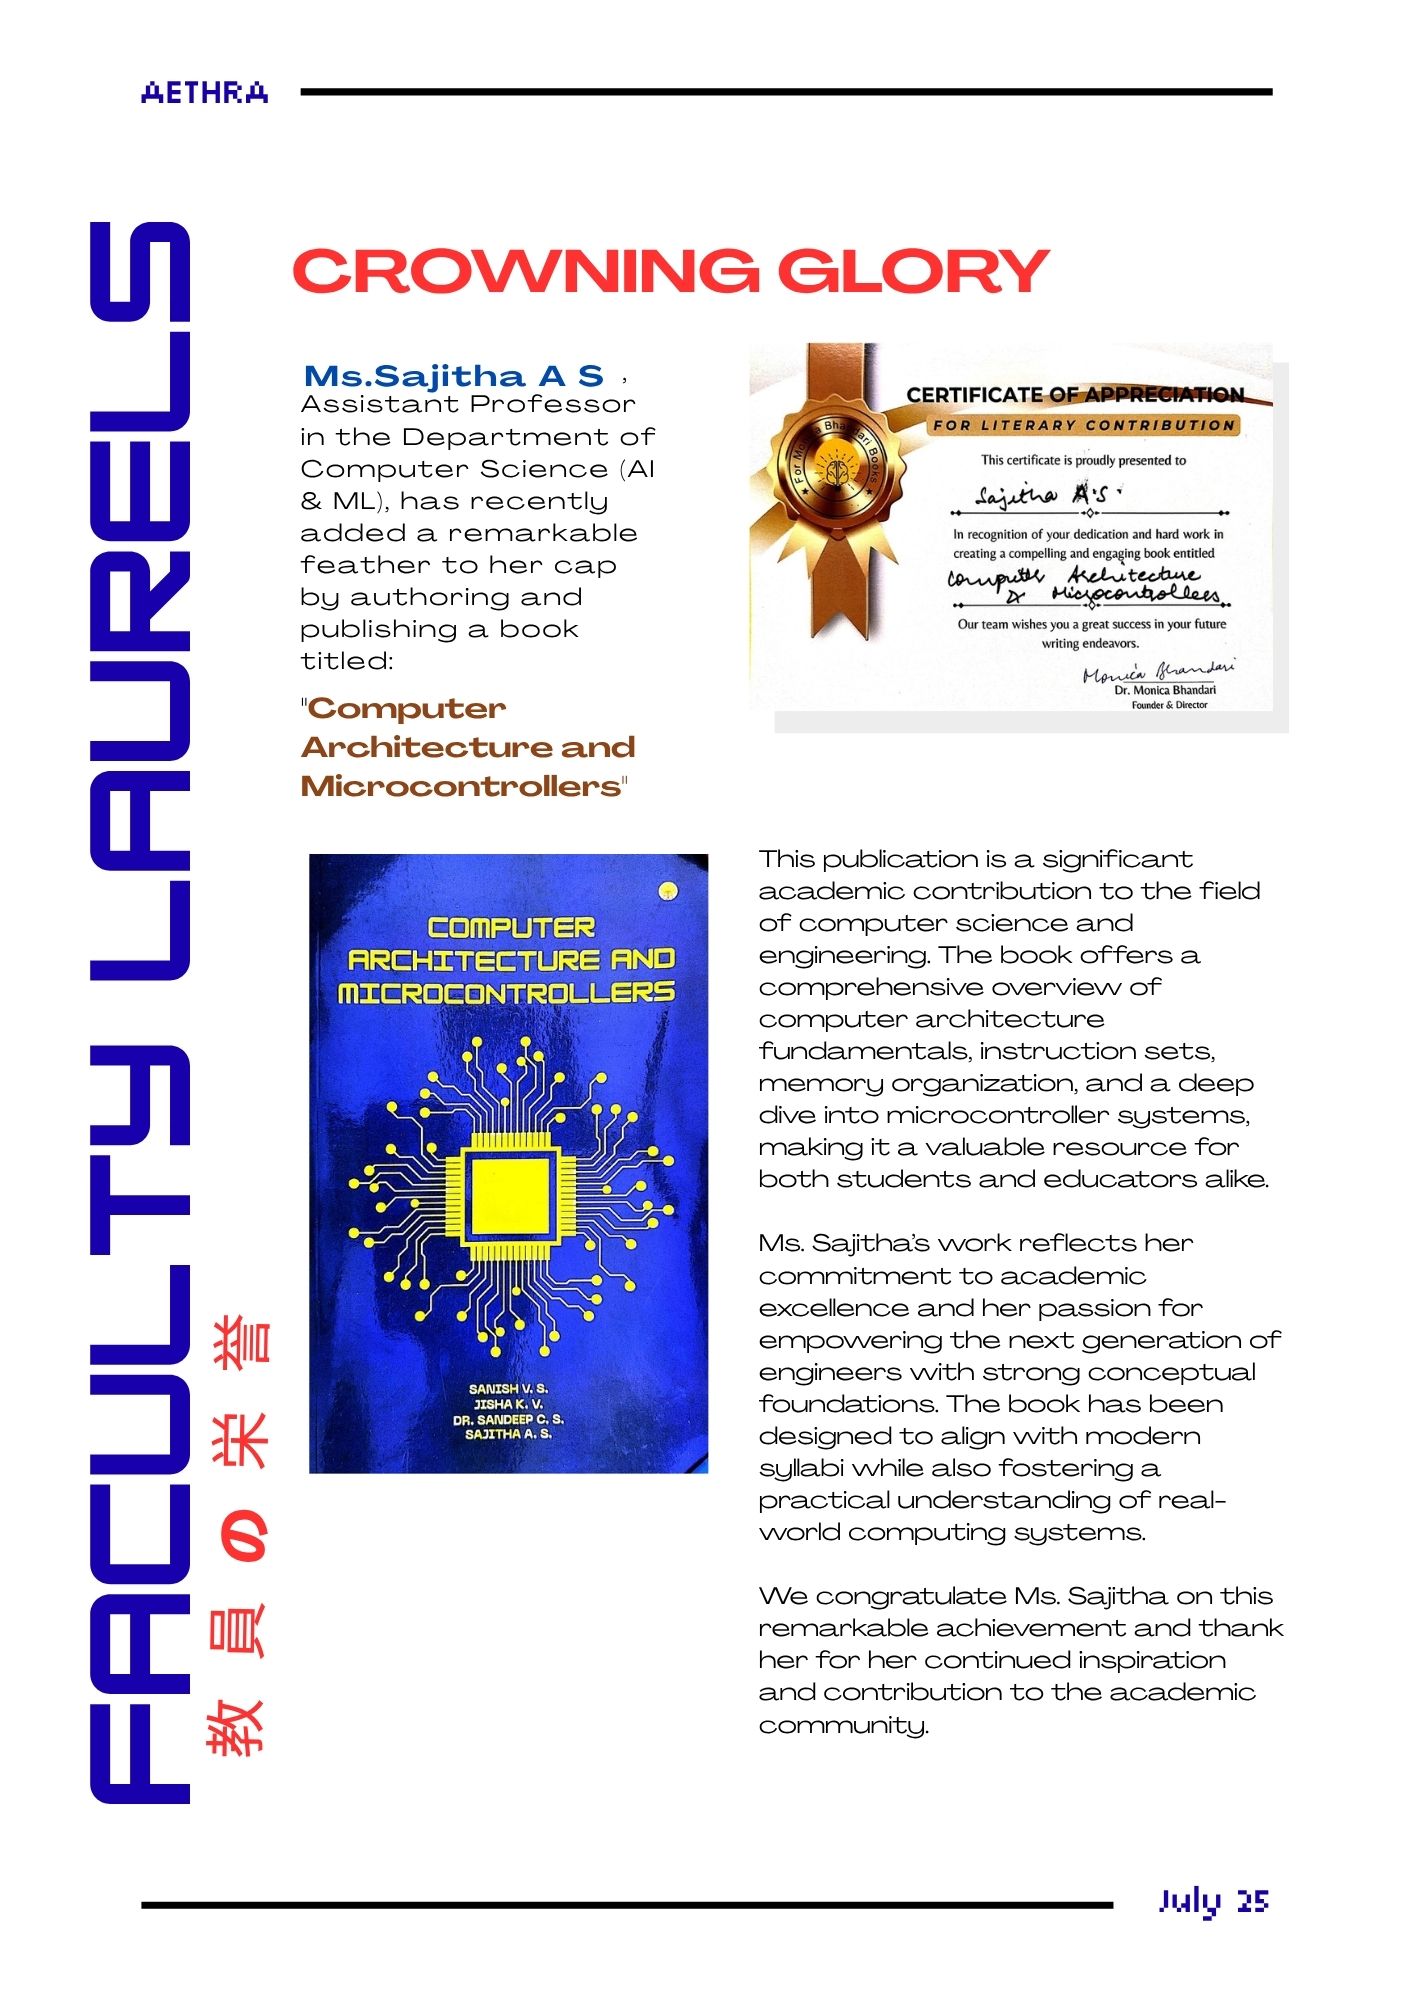 AETHRA
FACULTY LAURELS
教員の栄誉
CROWNING GLORY
Ms.Sajitha A S ,
Assistant Professor
in the Department of
Computer Science (AI
& ML), has recently
added a remarkable
feather to her cap
by authoring and
publishing a book
titled:
"Computer
Architecture and
Microcontrollers"
CERTIFICATE OF APPRECIATION
FOR LITERARY CONTRIBUTION
For Monica Bhandari Books
This certificate is proudly presented to
Sajitha A.S.
In recognition of your dedication and hard work in
creating a compelling and engaging book entitled
Computer Architecture
& Microcontrollers
Our team wishes you a great success in your future
writing endeavors.
Monica Bhandari
Dr. Monica Bhandari
Founder & Director
COMPUTER
ARCHITECTURE AND
MICROCONTROLLERS
SANISH V. S.
JISHA K. V.
DR. SANDEEP C. S.
SAJITHA A. S.
This publication is a significant
academic contribution to the field
of computer science and
engineering. The book offers a
comprehensive overview of
computer architecture
fundamentals, instruction sets,
memory organization, and a deep
dive into microcontroller systems,
making it a valuable resource for
both students and educators alike.
Ms. Sajitha’s work reflects her
commitment to academic
excellence and her passion for
empowering the next generation of
engineers with strong conceptual
foundations. The book has been
designed to align with modern
syllabi while also fostering a
practical understanding of real-
world computing systems.
We congratulate Ms. Sajitha on this
remarkable achievement and thank
her for her continued inspiration
and contribution to the academic
community.
July 25